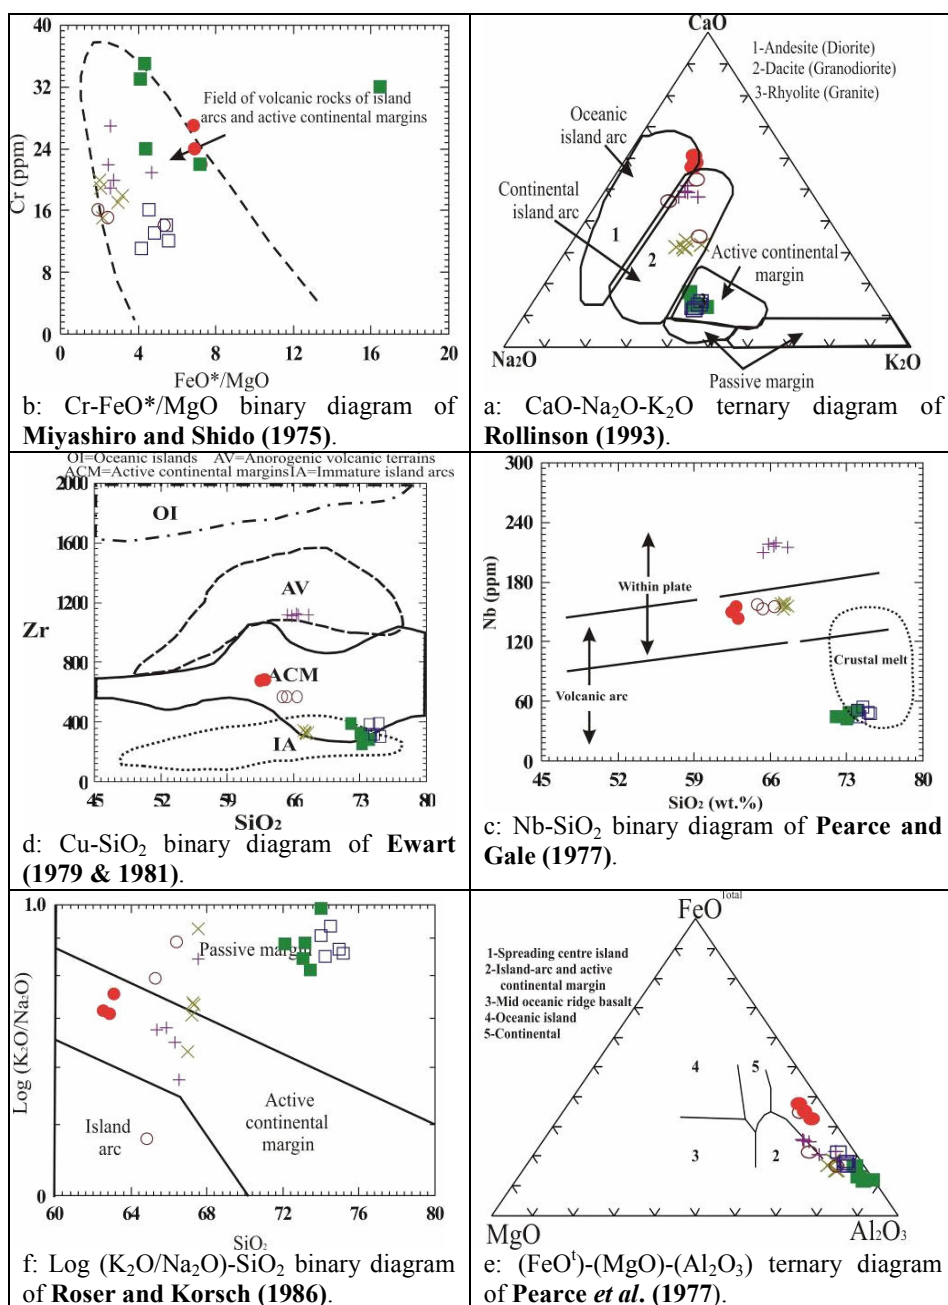 40
32
24
16
8
0
Cr (ppm)
Field of volcanic rocks of island
arcs and active continental margins
0 4 8 12 16 20
FeO*/MgO
b: Cr-FeO*/MgO binary diagram of
Miyashiro and Shido (1975).
CaO
1-Andesite (Diorite)
2-Dacite (Granodiorite)
3-Rhyolite (Granite)
Oceanic
island arc
Continental
island arc
1
2
3
Active continental
margin
Na2O
K2O
Passive margin
a: CaO-Na2O-K2O ternary diagram of
Rollinson (1993).
OI=Oceanic islands AV=Anorogenic volcanic terrains
ACM=Active continental marginsIA=Immature island arcs
2000
1600
1200
800
400
0
Zr
OI
AV
ACM
IA
45 52 59 66 73 80
SiO2
d: Cu-SiO2 binary diagram of Ewart
(1979 & 1981).
300
240
180
120
60
0
Nb (ppm)
Within plate
Volcanic arc
Crustal melt
45 52 59 66 73 80
SiO2 (wt.%)
c: Nb-SiO2 binary diagram of Pearce and
Gale (1977).
1.0
0
Log (K2O/Na2O)
Passive margin
Active
continental
margin
Island
arc
60 64 68 72 76 80
SiO2
f: Log (K2O/Na2O)-SiO2 binary diagram
of Roser and Korsch (1986).
FeO Total
1-Spreading centre island
2-Island-arc and active
continental margin
3-Mid oceanic ridge basalt
4-Oceanic island
5-Continental
4
5
3
2
MgO
Al2O3
e: (FeOt)-(MgO)-(Al2O3) ternary diagram
of Pearce et al. (1977).